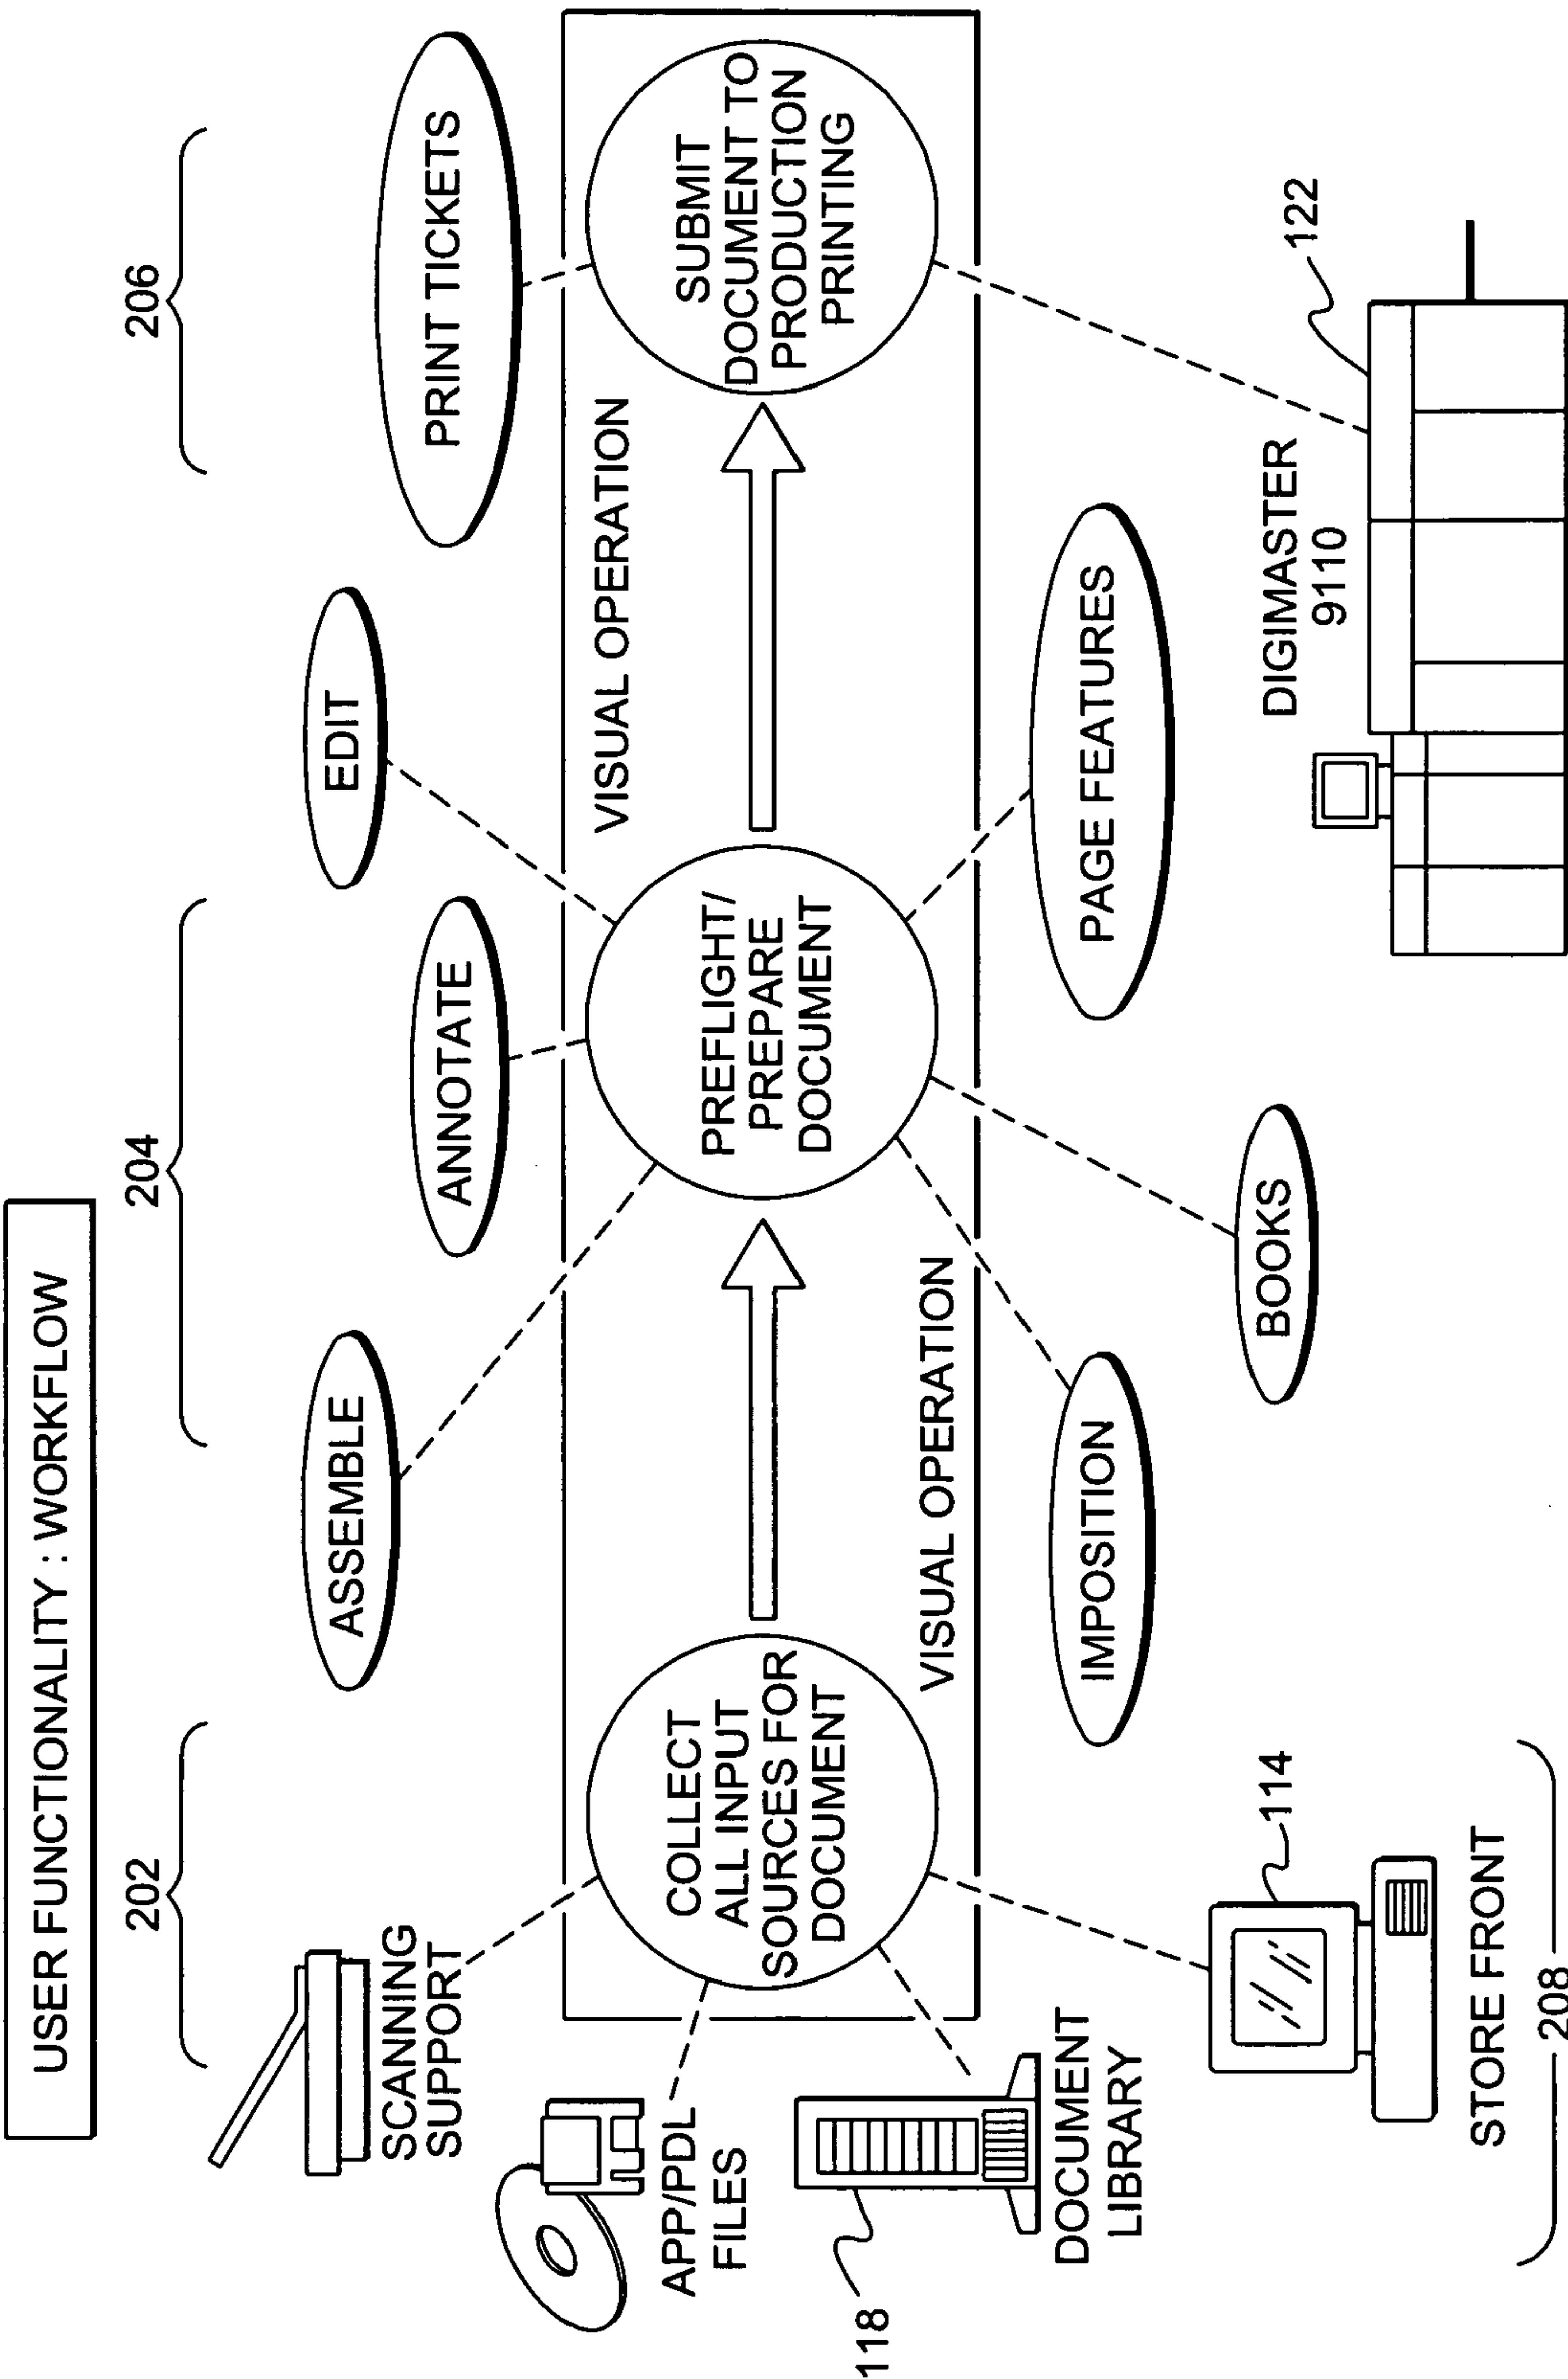 USER FUNCTIONALITY : WORKFLOW
202
204
206
SCANNING
SUPPORT
APP/PDL
FILES
118
DOCUMENT
LIBRARY
114
STORE FRONT
208
COLLECT
ALL INPUT
SOURCES FOR
DOCUMENT
VISUAL OPERATION
ASSEMBLE
ANNOTATE
EDIT
PREFLIGHT/
PREPARE
DOCUMENT
IMPOSITION
BOOKS
PAGE FEATURES
VISUAL OPERATION
PRINT TICKETS
SUBMIT
DOCUMENT TO
PRODUCTION
PRINTING
DIGIMASTER
9110
122